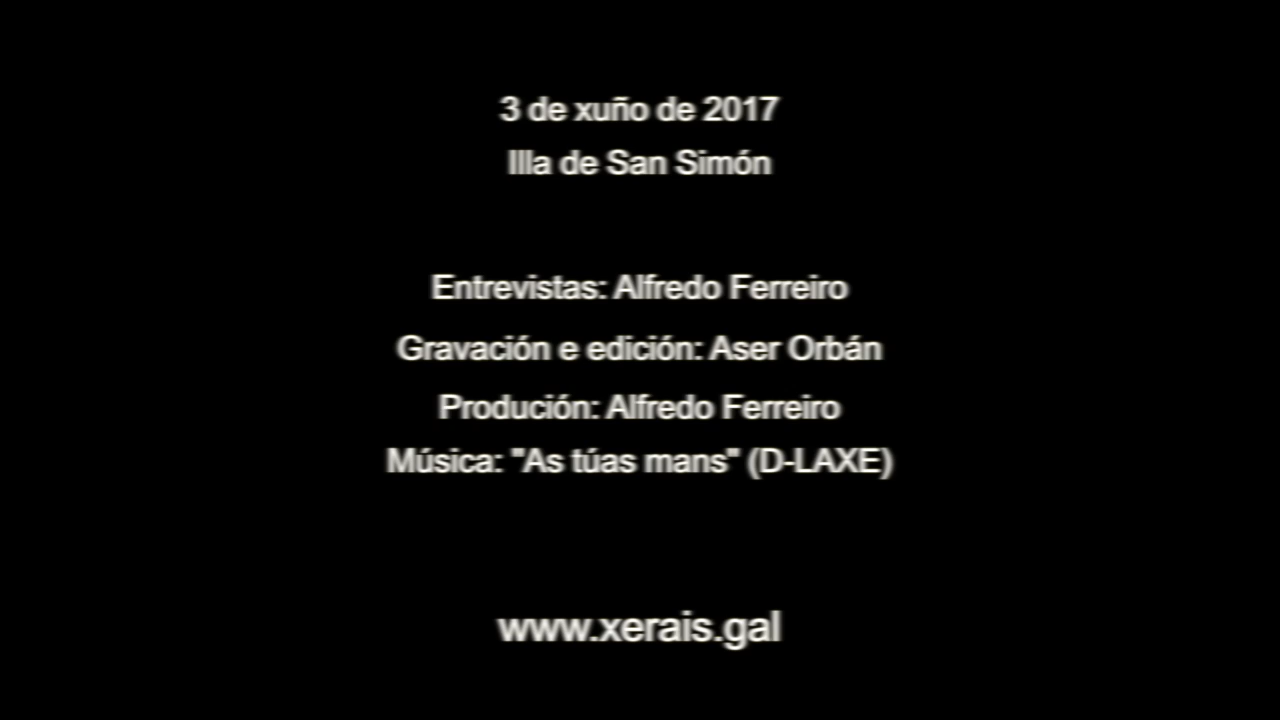 3 de xuño de 2017
Illa de San Simón
Entrevistas: Alfredo Ferreiro
Gravación e edición: Aser Orbán
Produción: Alfredo Ferreiro
Música: "As túas mans" (D-LAXE)
www.xerais.gal